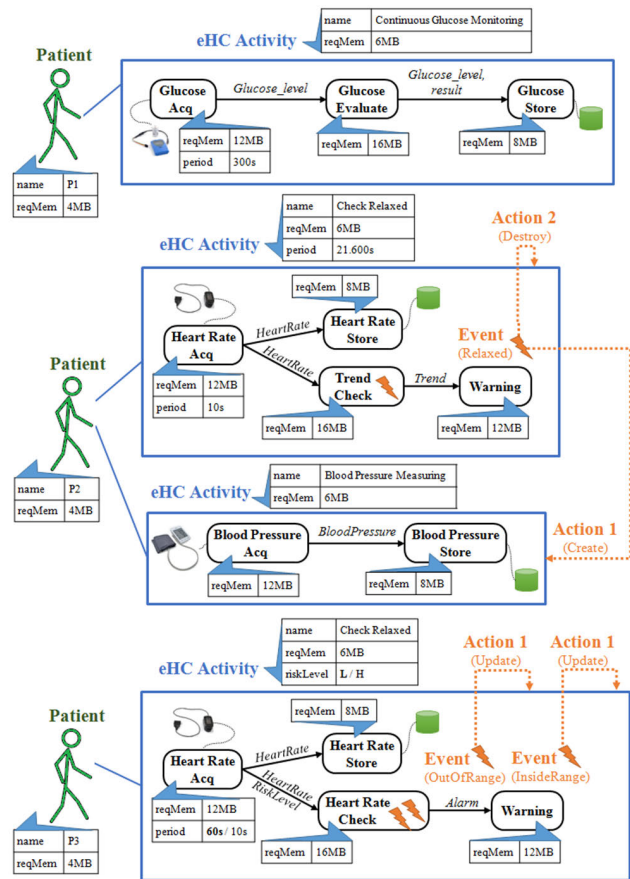 name Continuous Glucose Monitoring
eHC Activity
reqMem 6MB
Patient
Glucose Acq
Glucose_level
Glucose Evaluate
Glucose_level, result
Glucose Store
reqMem 12MB
period 300s
reqMem 16MB
reqMem 8MB
name P1
reqMem 4MB
name Check Relaxed
eHC Activity
reqMem 6MB
period 21.600s
Action 2
(Destroy)
reqMem 8MB
Heart Rate Acq
HeartRate
Heart Rate Store
HeartRate
Event
(Relaxed)
Patient
Trend Check
Trend
Warning
reqMem 12MB
period 10s
reqMem 16MB
reqMem 12MB
name P2
reqMem 4MB
name Blood Pressure Measuring
eHC Activity
reqMem 6MB
Blood Pressure Acq
BloodPressure
Blood Pressure Store
Action 1
(Create)
reqMem 12MB
reqMem 8MB
name Check Relaxed
reqMem 6MB
eHC Activity
riskLevel L / H
Action 1
(Update)
Action 1
(Update)
Patient
reqMem 8MB
Heart Rate Acq
HeartRate
Heart Rate Store
Event
(OutOfRange)
Event
(InsideRange)
HeartRate
RiskLevel
Heart Rate Check
Alarm
Warning
reqMem 12MB
period 60s / 10s
reqMem 16MB
reqMem 12MB
name P3
reqMem 4MB